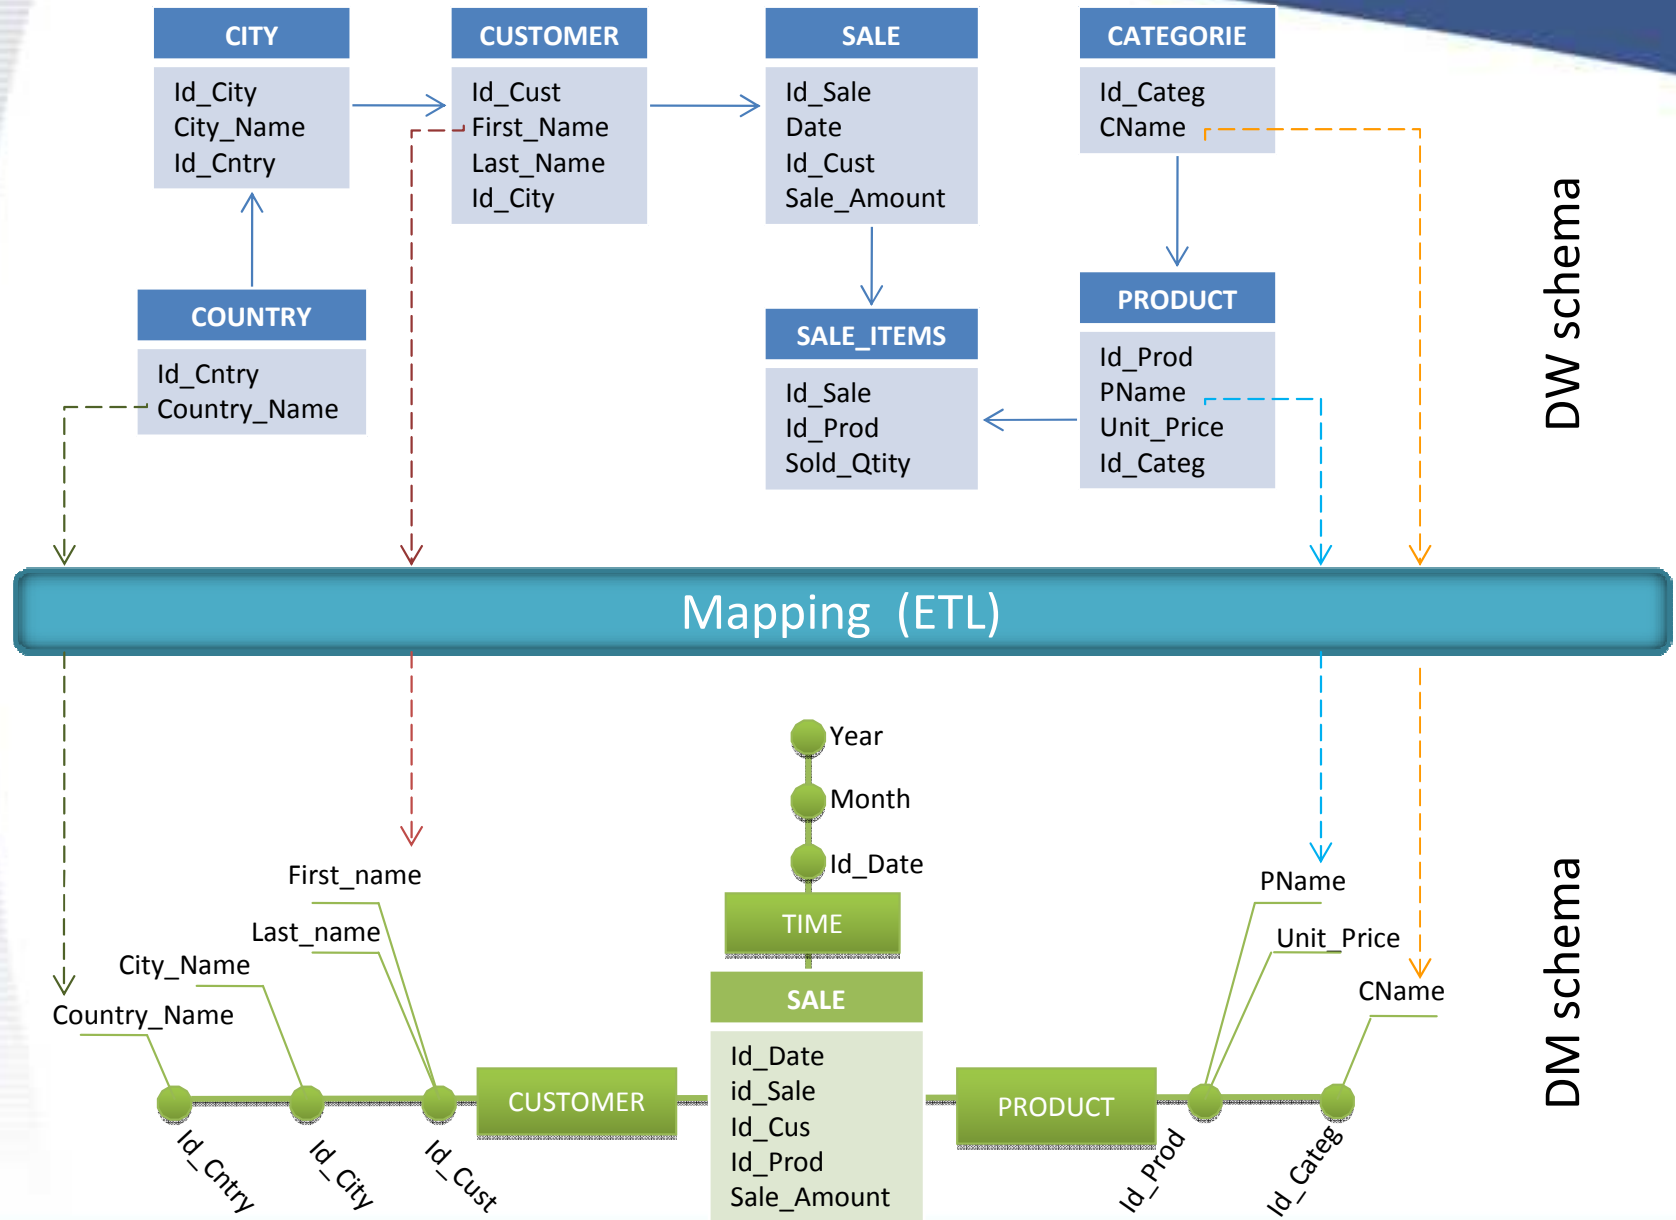 CITY
Id_City
City_Name
Id_Cntry
CUSTOMER
Id_Cust
First_Name
Last_Name
Id_City
SALE
Id_Sale
Date
Id_Cust
Sale_Amount
CATEGORIE
Id_Categ
CName
COUNTRY
Id_Cntry
Country_Name
SALE_ITEMS
Id_Sale
Id_Prod
Sold_Qtity
PRODUCT
Id_Prod
PName
Unit_Price
Id_Categ
DW schema
Mapping (ETL)
Year
Month
Id_Date
TIME
First_name
Last_name
City_Name
Country_Name
PName
Unit_Price
CName
SALE
Id_Date
id_Sale
Id_Cus
Id_Prod
Sale_Amount
CUSTOMER
PRODUCT
Id_Cntry
Id_City
Id_Cust
Id_Prod
Id_Categ
DM schema